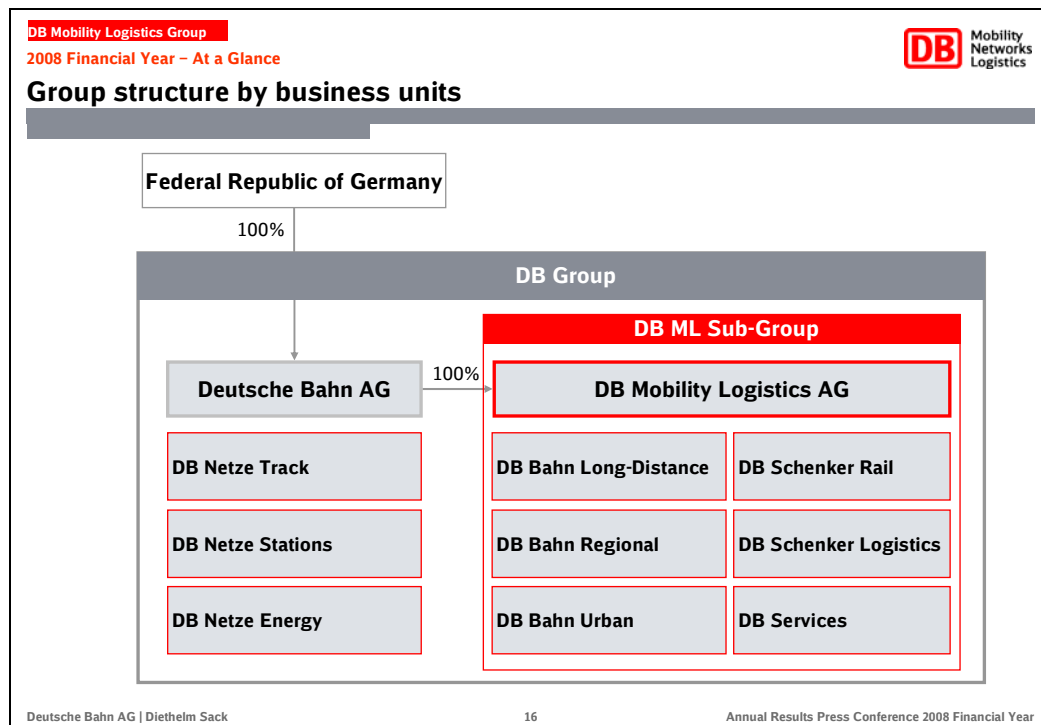 DB Mobility Logistics Group
2008 Financial Year – At a Glance
Group structure by business units
DB
Mobility
Networks
Logistics
Federal Republic of Germany
100%
DB Group
DB ML Sub-Group
Deutsche Bahn AG
100%
DB Mobility Logistics AG
DB Netze Track
DB Bahn Long-Distance
DB Schenker Rail
DB Netze Stations
DB Bahn Regional
DB Schenker Logistics
DB Netze Energy
DB Bahn Urban
DB Services
Deutsche Bahn AG | Diethelm Sack
16
Annual Results Press Conference 2008 Financial Year